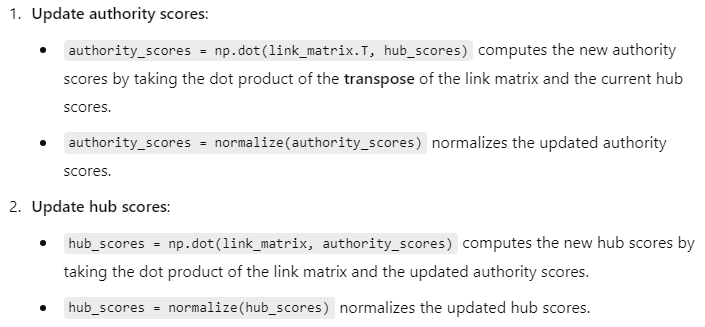 1. Update authority scores:
• authority_scores = np.dot(link_matrix.T, hub_scores) computes the new authority
scores by taking the dot product of the transpose of the link matrix and the current hub
scores.
• authority_scores = normalize(authority_scores) normalizes the updated authority
scores.
2. Update hub scores:
• hub_scores = np.dot(link_matrix, authority_scores) computes the new hub scores by
taking the dot product of the link matrix and the updated authority scores.
• hub_scores = normalize(hub_scores) normalizes the updated hub scores.